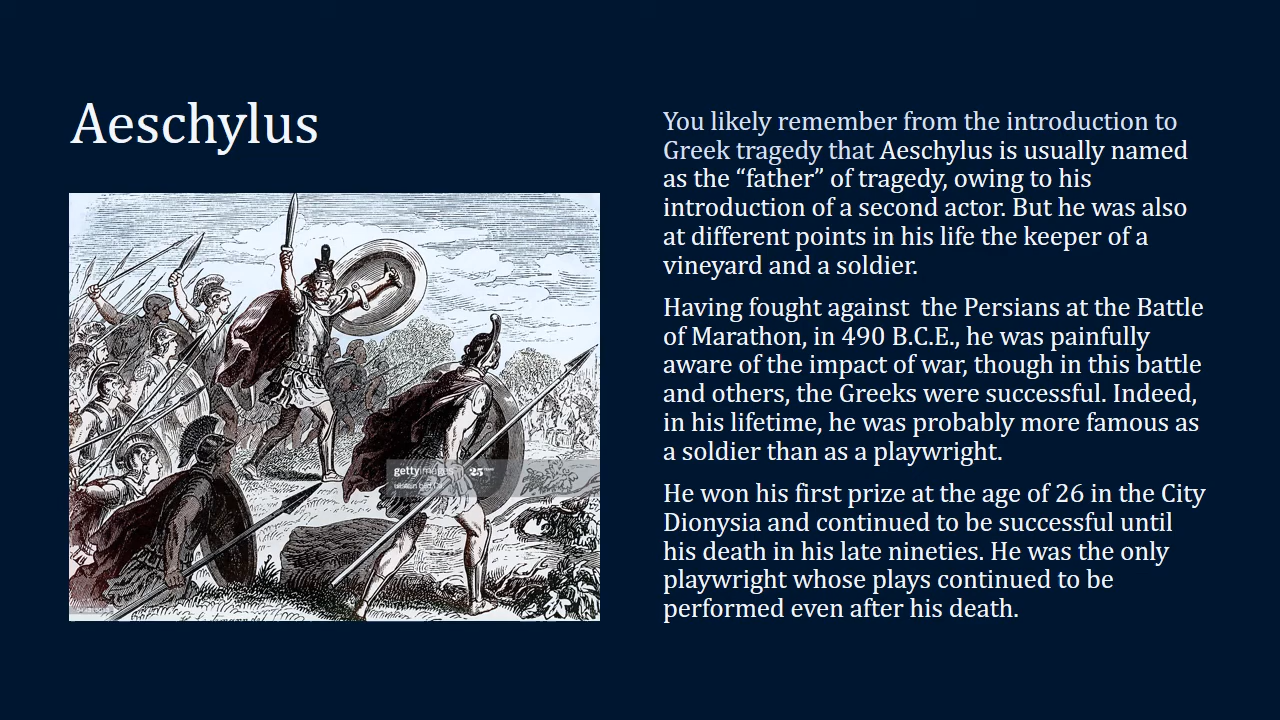 Aeschylus
You likely remember from the introduction to
Greek tragedy that Aeschylus is usually named
as the “father” of tragedy, owing to his
introduction of a second actor. But he was also
at different points in his life the keeper of a
vineyard and a soldier.
Having fought against  the Persians at the Battle
of Marathon, in 490 B.C.E., he was painfully
aware of the impact of war, though in this battle
and others, the Greeks were successful. Indeed,
in his lifetime, he was probably more famous as
a soldier than as a playwright.
He won his first prize at the age of 26 in the City
Dionysia and continued to be successful until
his death in his late nineties. He was the only
playwright whose plays continued to be
performed even after his death.
gettyimages 25